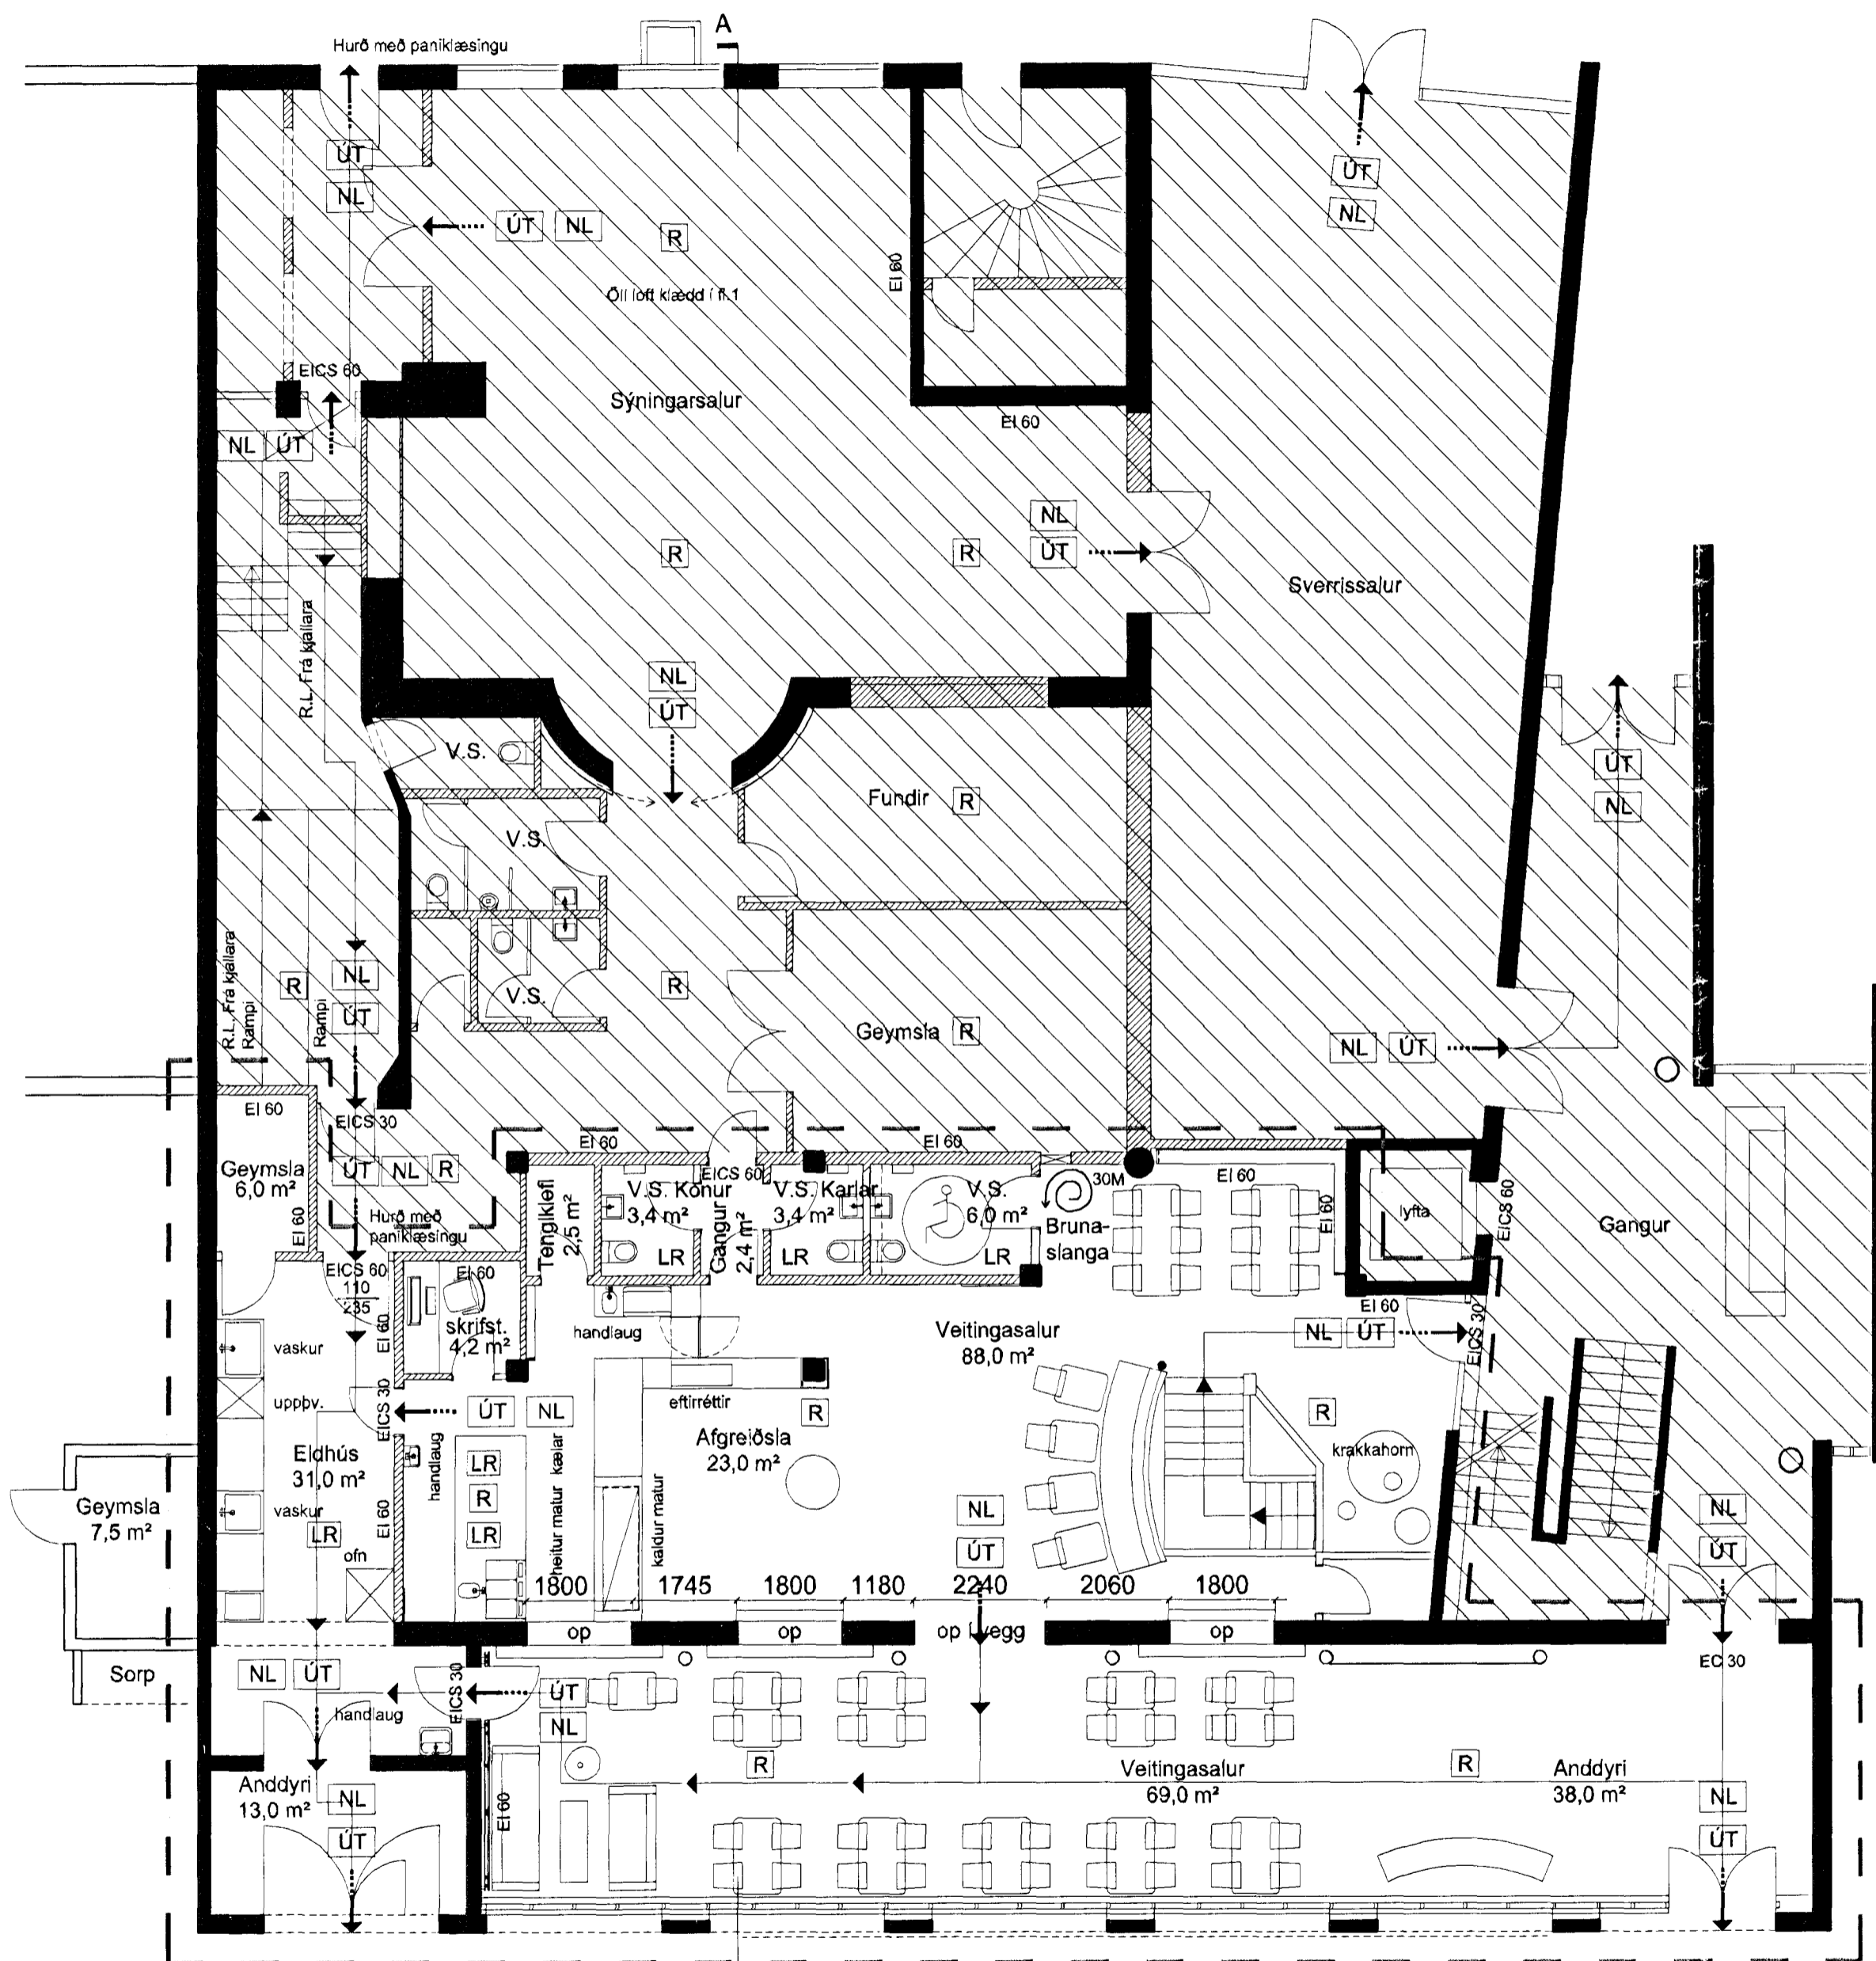 A
Hurð með paniklæsingu
ÚT
NL
ÚT
NL
R
ÚT
NL
EI 60
Öll loft klædd í fl.1
EICS 60
Sýningarsalur
EI 60
NL
ÚT
NL
ÚT
R
R
Sverrissalur
R.L. Frá kjallara
NL
ÚT
V.S.
ÚT
NL
Fundir
R
V.S.
R.L. Frá kjallara
Rampi
R
Rampi
NL
ÚT
V.S.
R
Geymsla
R
NL
ÚT
EI 60
EICS 30
EI 60
EI 60
Geymsla
6,0 m²
ÚT
NL
R
EI 60
Hurð með
paniklæsingu
Tengiklefi
2,5 m²
V.S. Konur
3,4 m²
LR
EICS 60
Gangur
2,4 m²
V.S. Karlar
3,4 m²
LR
V.S.
6,0 m²
LR
30M
Bruna-
slanga
EI 60
EI 60
lyfta
EICS 60
Gangur
EICS 60
110
235
EI 60
EI 60
skrifst.
4,2 m²
handlaug
Veitingasalur
88,0 m²
EI 60
NL
ÚT
EICS 30
vaskur
uppþv.
EICS 30
ÚT
NL
eftirréttir
R
R
Eldhús
31,0 m²
handlaug
LR
R
LR
heitur matur
kælar
Afgreiðsla
23,0 m²
kaldur matur
krakkahorn
Geymsla
7,5 m²
vaskur
LR
EI 60
ofn
NL
ÚT
NL
ÚT
1800
1745
1800
1180
2240
2060
1800
op
op
op í vegg
op
Sorp
NL
ÚT
handlaug
EICS 30
ÚT
NL
EC 30
R
R
Anddyri
13,0 m²
NL
ÚT
EI 60
Veitingasalur
69,0 m²
Anddyri
38,0 m²
NL
ÚT